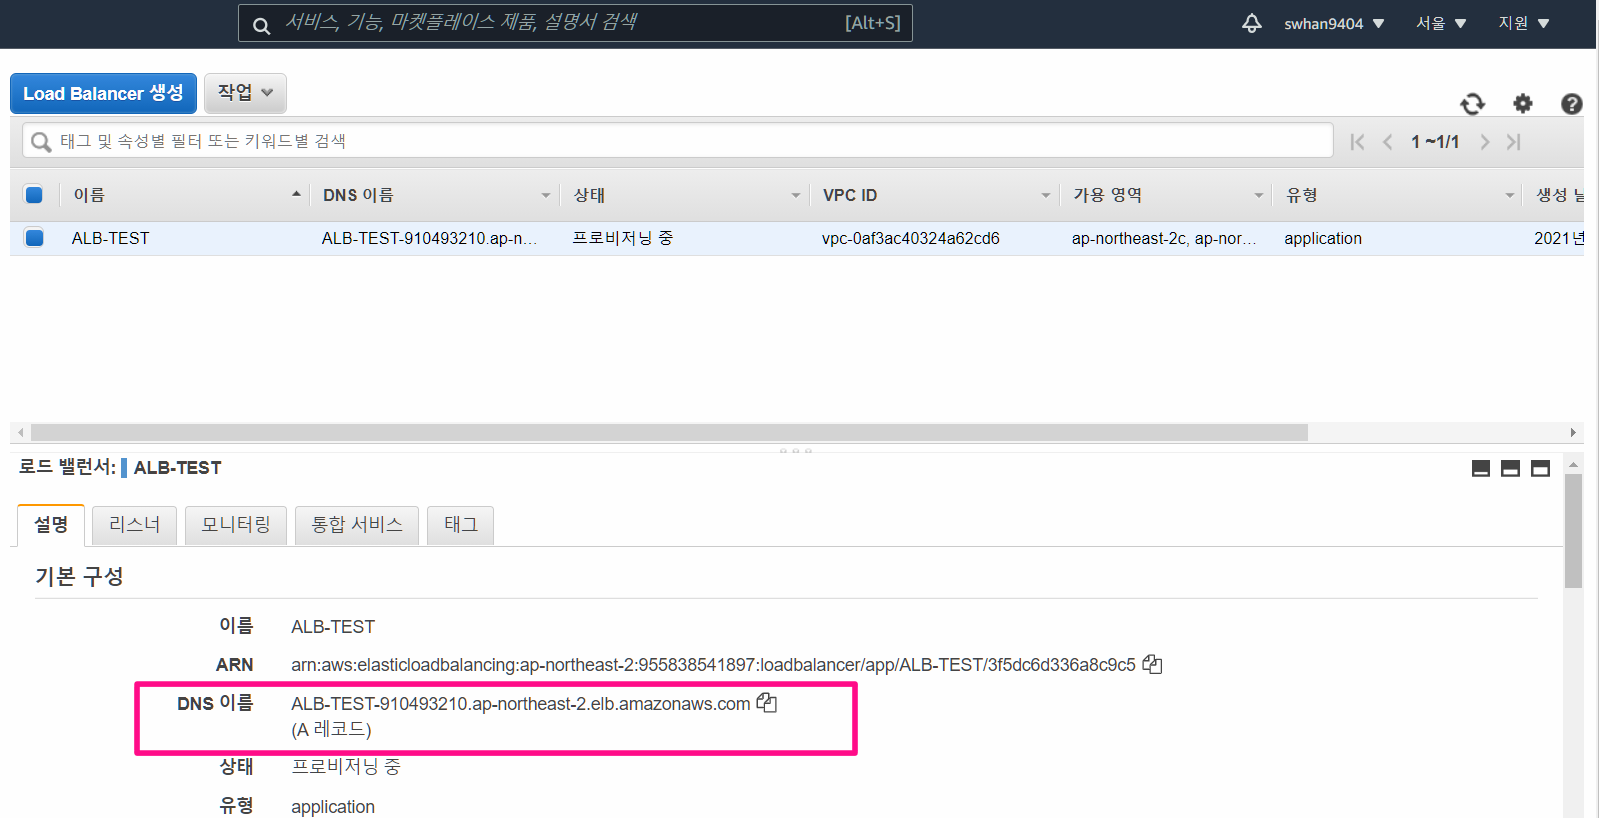 서비스, 기능, 마켓플레이스 제품, 설명서 검색 [Alt+S] swhan9404 서울 지원
Load Balancer 생성 작업
태그 및 속성별 필터 또는 키워드별 검색 1 ~1/1
이름 DNS 이름 상태 VPC ID 가용 영역 유형 생성 날
ALB-TEST ALB-TEST-910493210.ap-n... 프로비저닝 중 vpc-0af3ac40324a62cd6 ap-northeast-2c, ap-nor... application 2021년
로드 밸런서: ALB-TEST
설명 리스너 모니터링 통합 서비스 태그
기본 구성
이름 ALB-TEST
ARN arn:aws:elasticloadbalancing:ap-northeast-2:955838541897:loadbalancer/app/ALB-TEST/3f5dc6d336a8c9c5
DNS 이름 ALB-TEST-910493210.ap-northeast-2.elb.amazonaws.com
(A 레코드)
상태 프로비저닝 중
유형 application